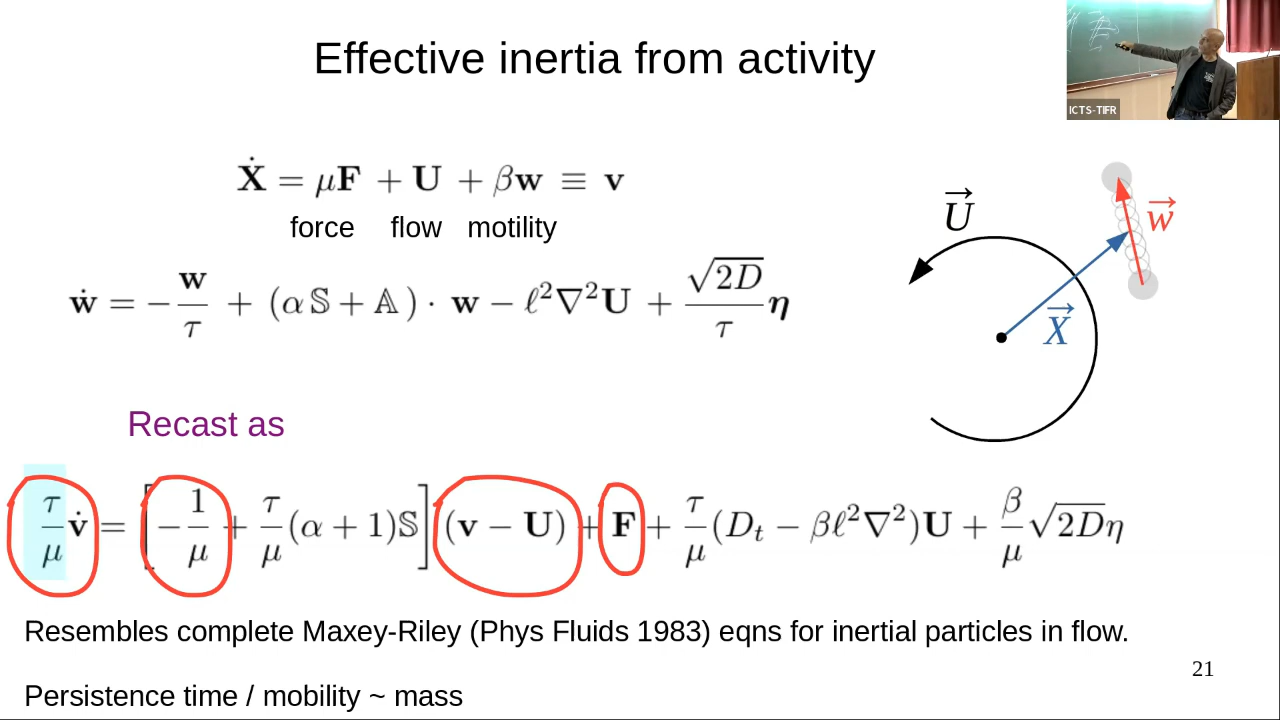 Effective inertia from activity
ICTS-TIFR
Ẋ = μF + U + βw ≡ v
force flow motility
ẇ = − w/τ + (α 𝕊 + 𝔸) · w − ℓ²∇²U + √2D/τ η
U⃗
w⃗
X⃗
Recast as
τ/μ v̇ = [ − 1/μ + τ/μ (α + 1)𝕊 ] (v − U) + F + τ/μ (D_t − βℓ²∇²)U + β/μ √2D η
Resembles complete Maxey-Riley (Phys Fluids 1983) eqns for inertial particles in flow.
21
Persistence time / mobility ~ mass